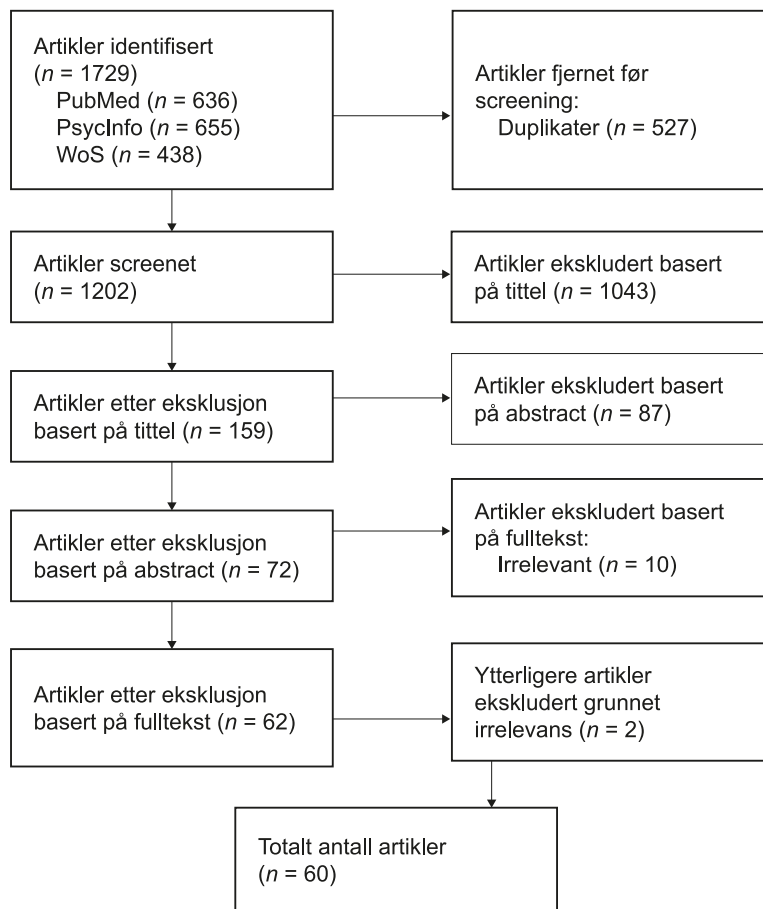 Artikler identifisert
(n = 1729)
PubMed (n = 636)
PsycInfo (n = 655)
WoS (n = 438)
Artikler fjernet før
screening:
Duplikater (n = 527)
Artikler screenet
(n = 1202)
Artikler ekskludert basert
på tittel (n = 1043)
Artikler etter eksklusjon
basert på tittel (n = 159)
Artikler ekskludert basert
på abstract (n = 87)
Artikler etter eksklusjon
basert på abstract (n = 72)
Artikler ekskludert basert
på fulltekst:
Irrelevant (n = 10)
Artikler etter eksklusjon
basert på fulltekst (n = 62)
Ytterligere artikler
ekskludert grunnet
irrelevans (n = 2)
Totalt antall artikler
(n = 60)